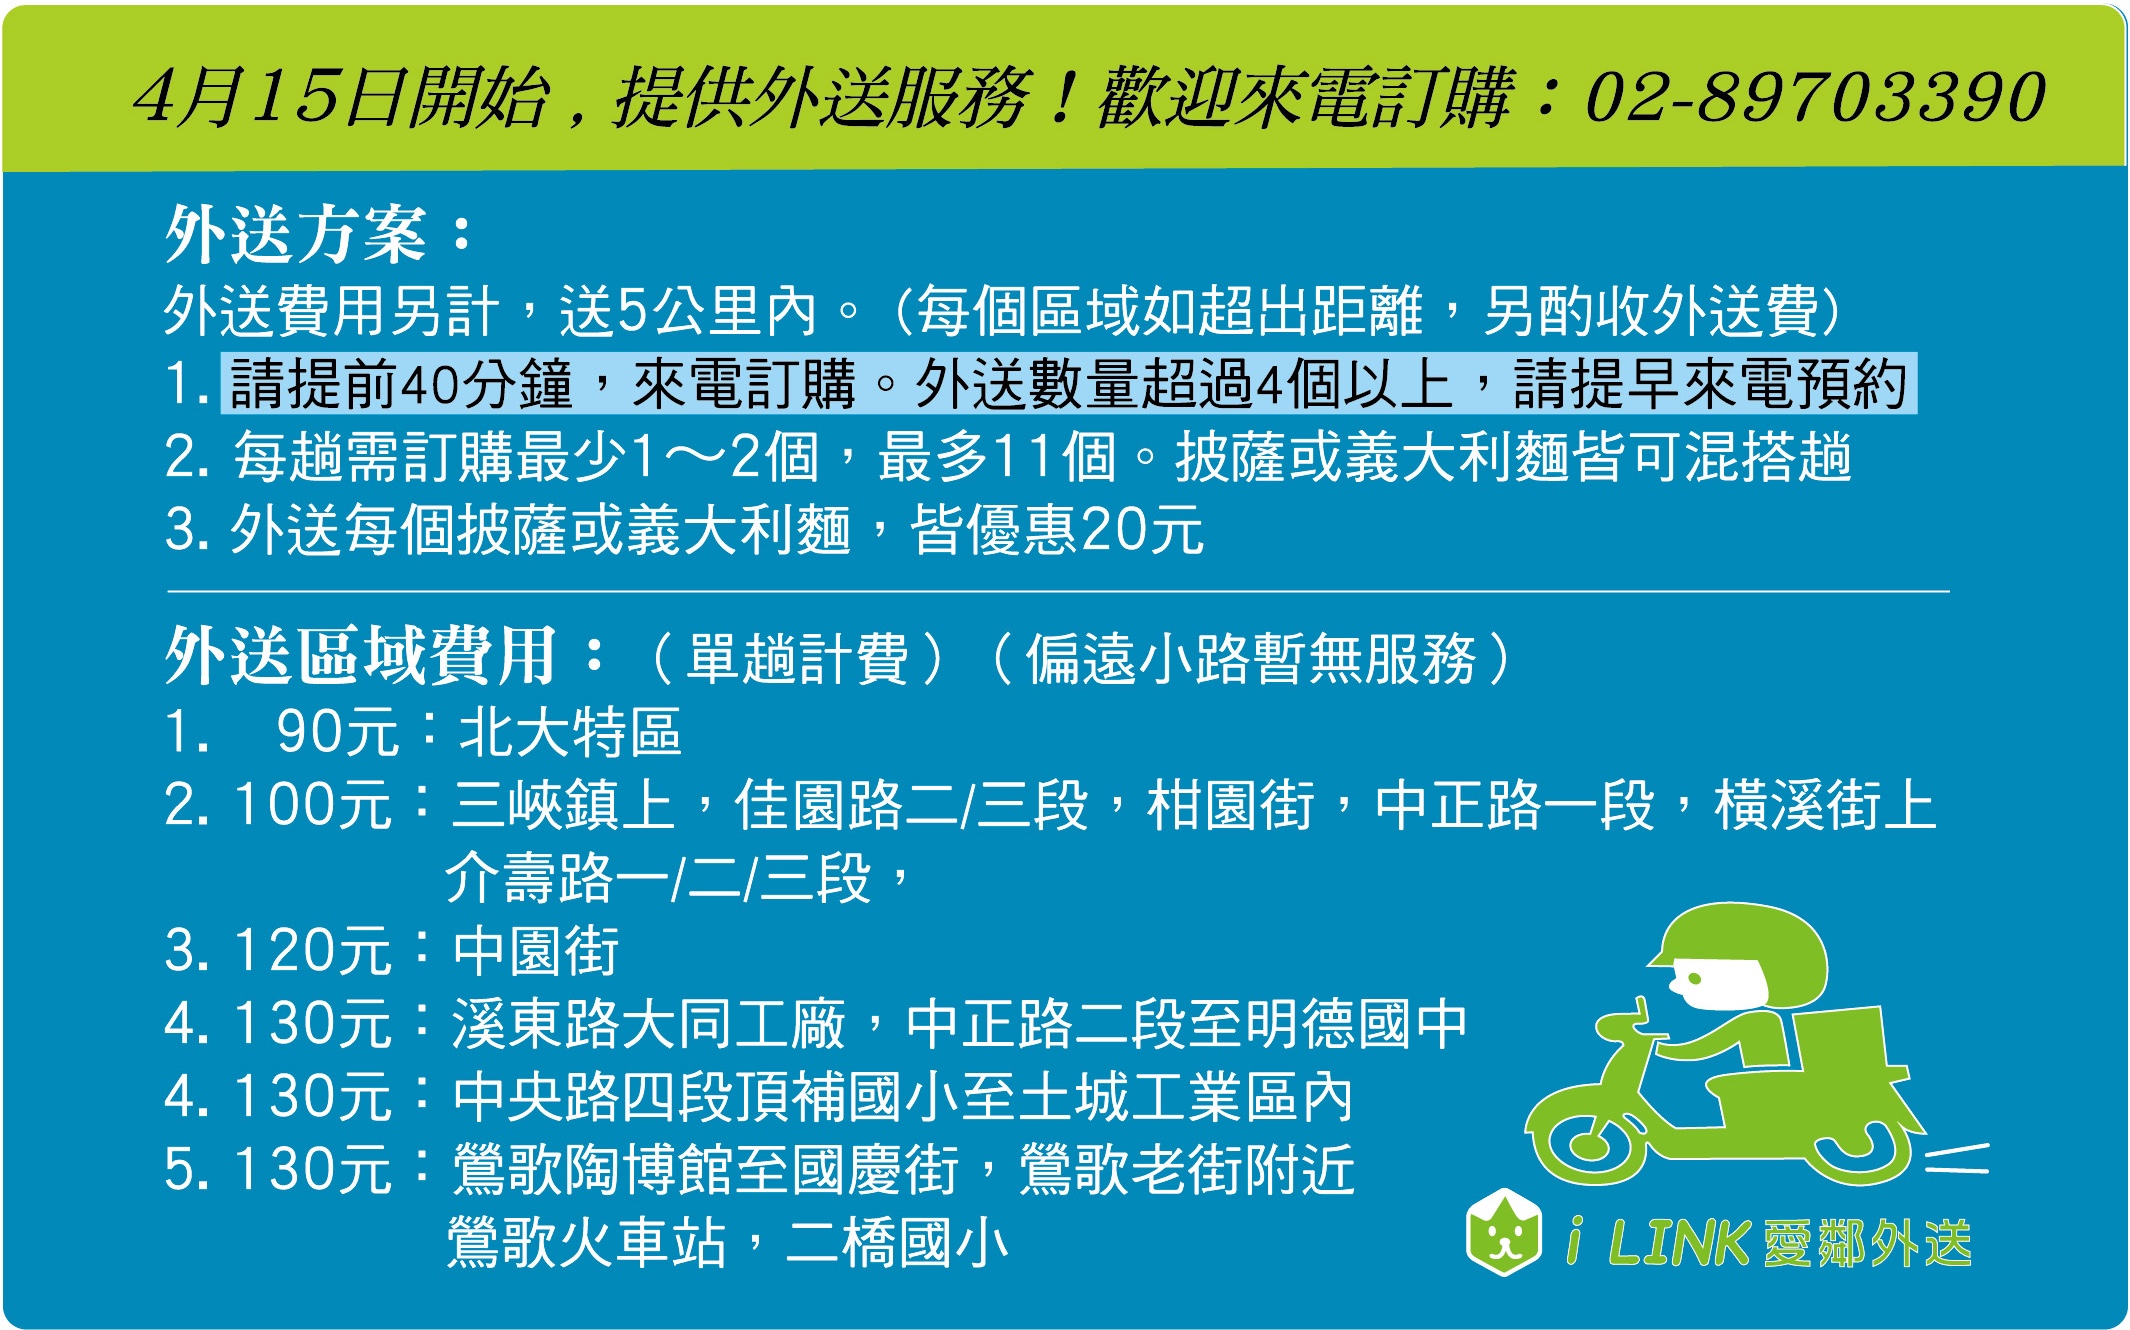 4月15日開始，提供外送服務！歡迎來電訂購：02-89703390
外送方案：
外送費用另計，送5公里內。(每個區域如超出距離，另酌收外送費)
1. 請提前40分鐘，來電訂購。外送數量超過4個以上，請提早來電預約
2. 每趟需訂購最少1～2個，最多11個。披薩或義大利麵皆可混搭趟
3. 外送每個披薩或義大利麵，皆優惠20元
外送區域費用：（單趟計費）（偏遠小路暫無服務）
1. 90元：北大特區
2. 100元：三峽鎮上，佳園路二/三段，柑園街，中正路一段，橫溪街上
介壽路一/二/三段，
3. 120元：中園街
4. 130元：溪東路大同工廠，中正路二段至明德國中
4. 130元：中央路四段頂補國小至土城工業區內
5. 130元：鶯歌陶博館至國慶街，鶯歌老街附近
鶯歌火車站，二橋國小
i LINK 愛鄰外送